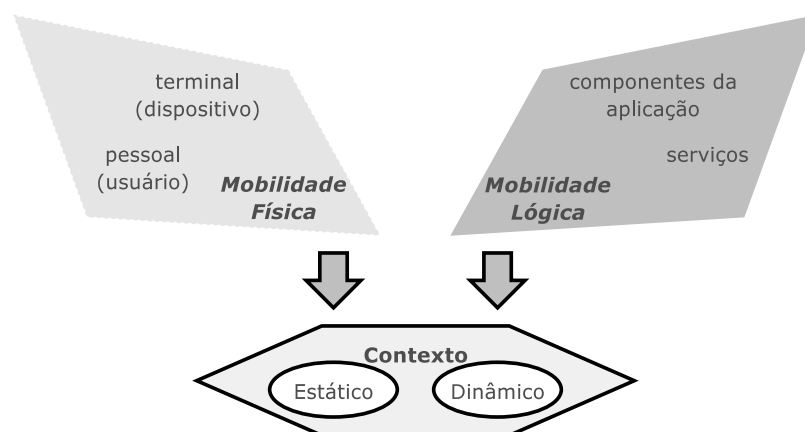 terminal
(dispositivo)
pessoal
(usuário)
Mobilidade
Física
componentes da
aplicação
serviços
Mobilidade
Lógica
Contexto
Estático
Dinâmico